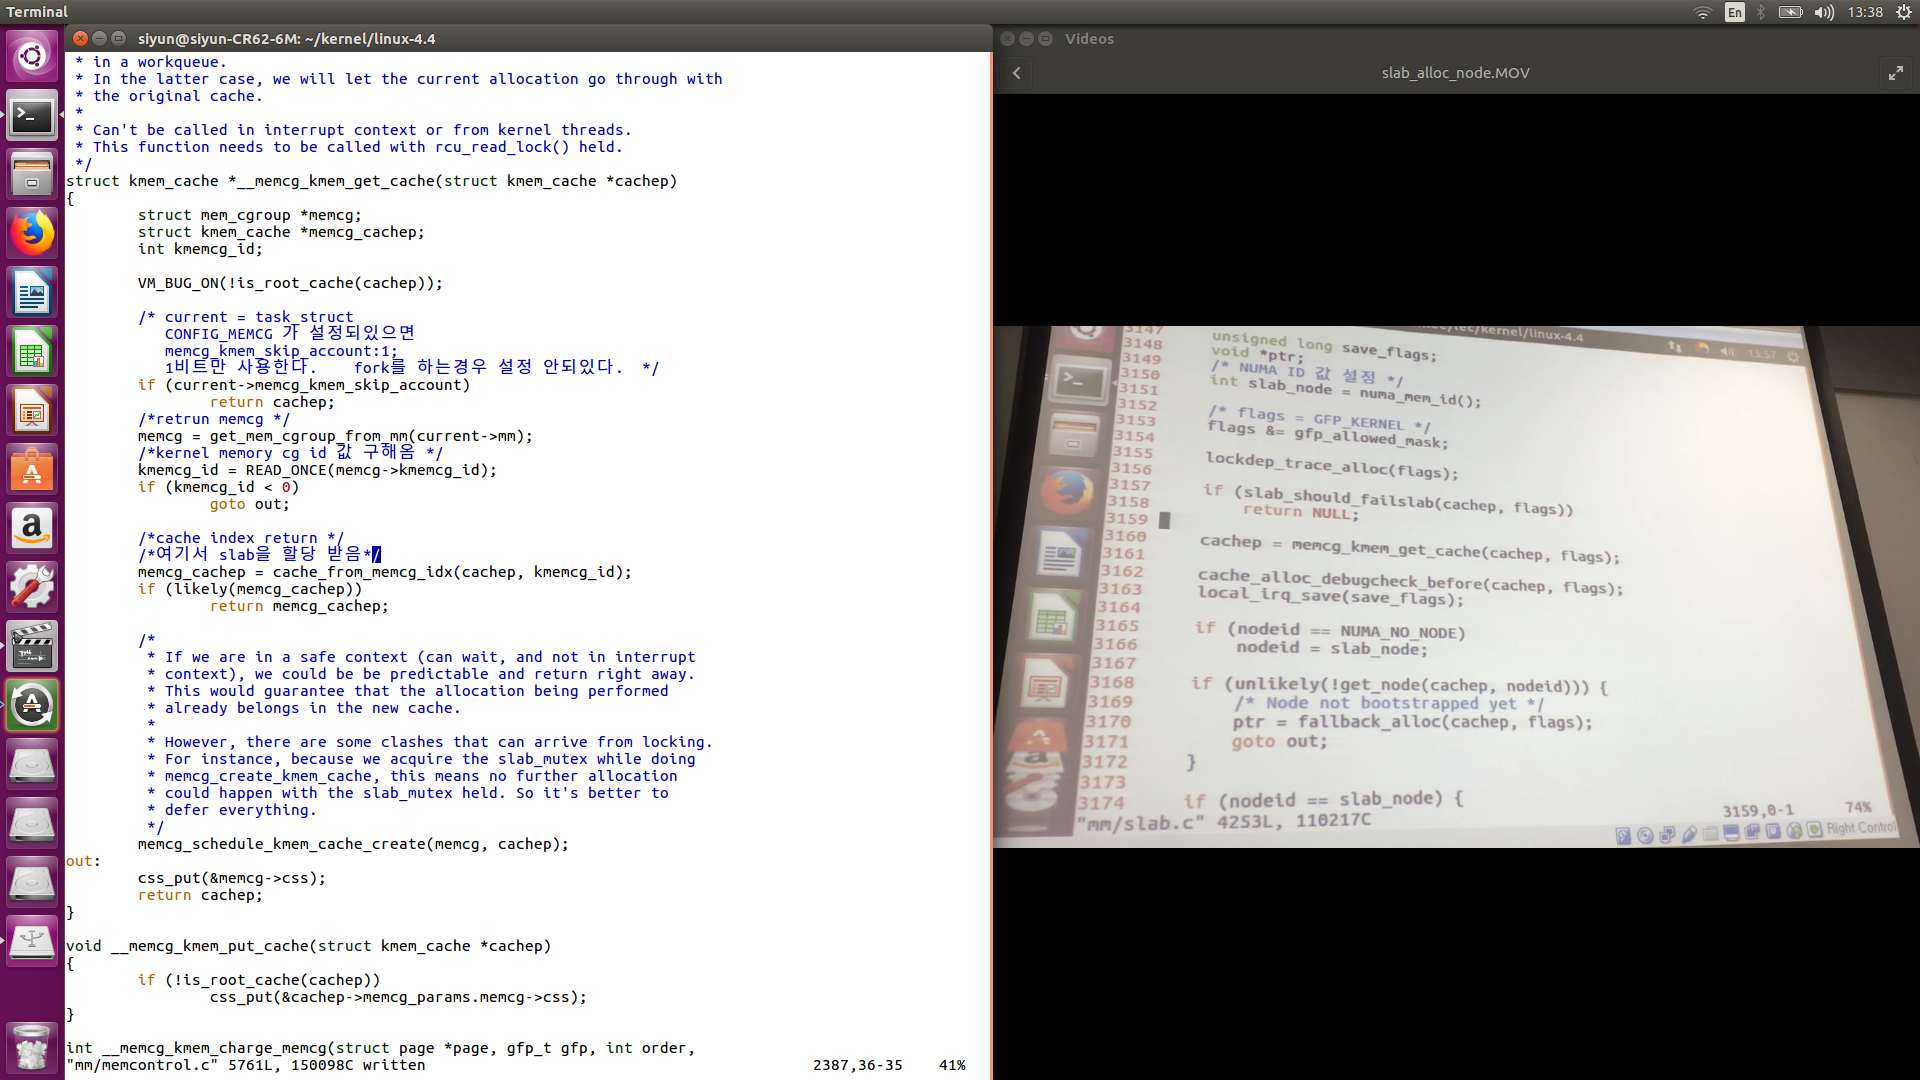 Terminal
En
13:38
siyun@siyun-CR62-6M: ~/kernel/linux-4.4
 * in a workqueue.
 * In the latter case, we will let the current allocation go through with
 * the original cache.
 *
 * Can't be called in interrupt context or from kernel threads.
 * This function needs to be called with rcu_read_lock() held.
 */
struct kmem_cache *__memcg_kmem_get_cache(struct kmem_cache *cachep)
{
        struct mem_cgroup *memcg;
        struct kmem_cache *memcg_cachep;
        int kmemcg_id;
        VM_BUG_ON(!is_root_cache(cachep));
        /* current = task_struct
           CONFIG_MEMCG 가 설정되있으면
           memcg_kmem_skip_account:1;
           1비트만 사용한다.    fork를 하는경우 설정 안되있다.  */
        if (current->memcg_kmem_skip_account)
                return cachep;
        /*retrun memcg */
        memcg = get_mem_cgroup_from_mm(current->mm);
        /*kernel memory cg id 값 구해옴 */
        kmemcg_id = READ_ONCE(memcg->kmemcg_id);
        if (kmemcg_id < 0)
                goto out;
        /*cache index return */
        /*여기서 slab을 할당 받음*/
        memcg_cachep = cache_from_memcg_idx(cachep, kmemcg_id);
        if (likely(memcg_cachep))
                return memcg_cachep;
        /*
         * If we are in a safe context (can wait, and not in interrupt
         * context), we could be be predictable and return right away.
         * This would guarantee that the allocation being performed
         * already belongs in the new cache.
         *
         * However, there are some clashes that can arrive from locking.
         * For instance, because we acquire the slab_mutex while doing
         * memcg_create_kmem_cache, this means no further allocation
         * could happen with the slab_mutex held. So it's better to
         * defer everything.
         */
        memcg_schedule_kmem_cache_create(memcg, cachep);
out:
        css_put(&memcg->css);
        return cachep;
}
void __memcg_kmem_put_cache(struct kmem_cache *cachep)
{
        if (!is_root_cache(cachep))
                css_put(&cachep->memcg_params.memcg->css);
}
int __memcg_kmem_charge_memcg(struct page *page, gfp_t gfp, int order,
"mm/memcontrol.c" 5761L, 150098C written 2387,36-35 41%
Videos
slab_alloc_node.MOV
/kernel/linux-4.4 13:57
3147 unsigned long save_flags;
3148 void *ptr;
3149 /* NUMA ID 값 설정 */
3150 int slab_node = numa_mem_id();
3151
3152 /* flags = GFP_KERNEL */
3153 flags &= gfp_allowed_mask;
3154
3155 lockdep_trace_alloc(flags);
3156
3157 if (slab_should_failslab(cachep, flags))
3158 return NULL;
3159
3160 cachep = memcg_kmem_get_cache(cachep, flags);
3161
3162 cache_alloc_debugcheck_before(cachep, flags);
3163 local_irq_save(save_flags);
3164
3165 if (nodeid == NUMA_NO_NODE)
3166 nodeid = slab_node;
3167
3168 if (unlikely(!get_node(cachep, nodeid))) {
3169 /* Node not bootstrapped yet */
3170 ptr = fallback_alloc(cachep, flags);
3171 goto out;
3172 }
3173
3174 if (nodeid == slab_node) {
"mm/slab.c" 4253L, 110217C 3159,0-1 74%
Right Control